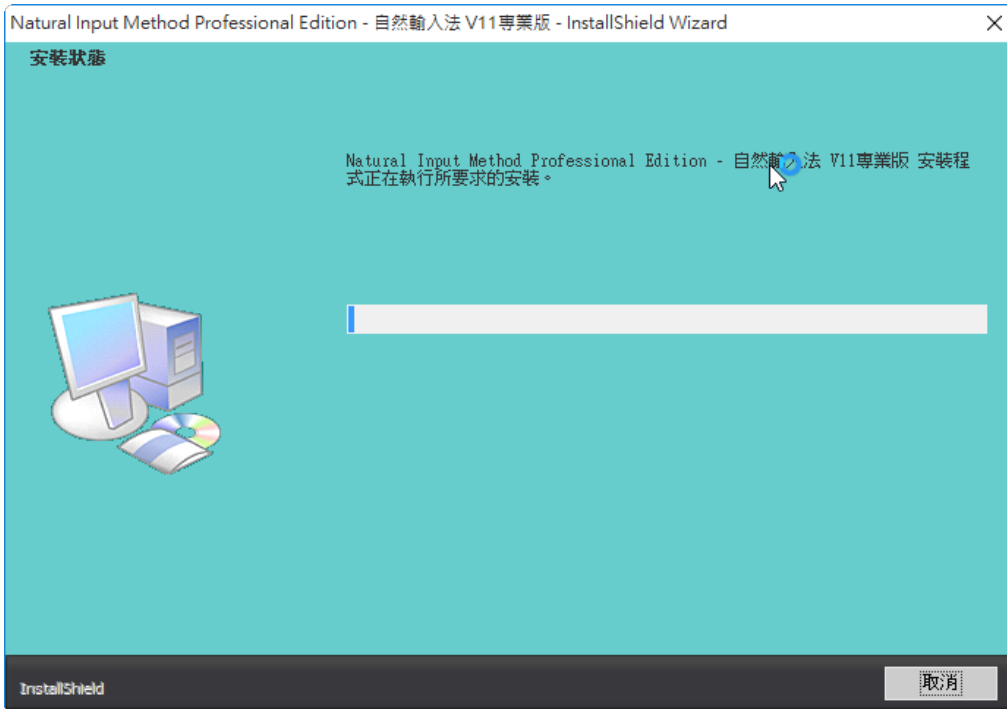 Natural Input Method Professional Edition - 自然輸入法 V11專業版 - InstallShield Wizard
安裝狀態
Natural Input Method Professional Edition - 自然輸入法 V11專業版 安裝程
式正在執行所要求的安裝。
InstallShield
取消